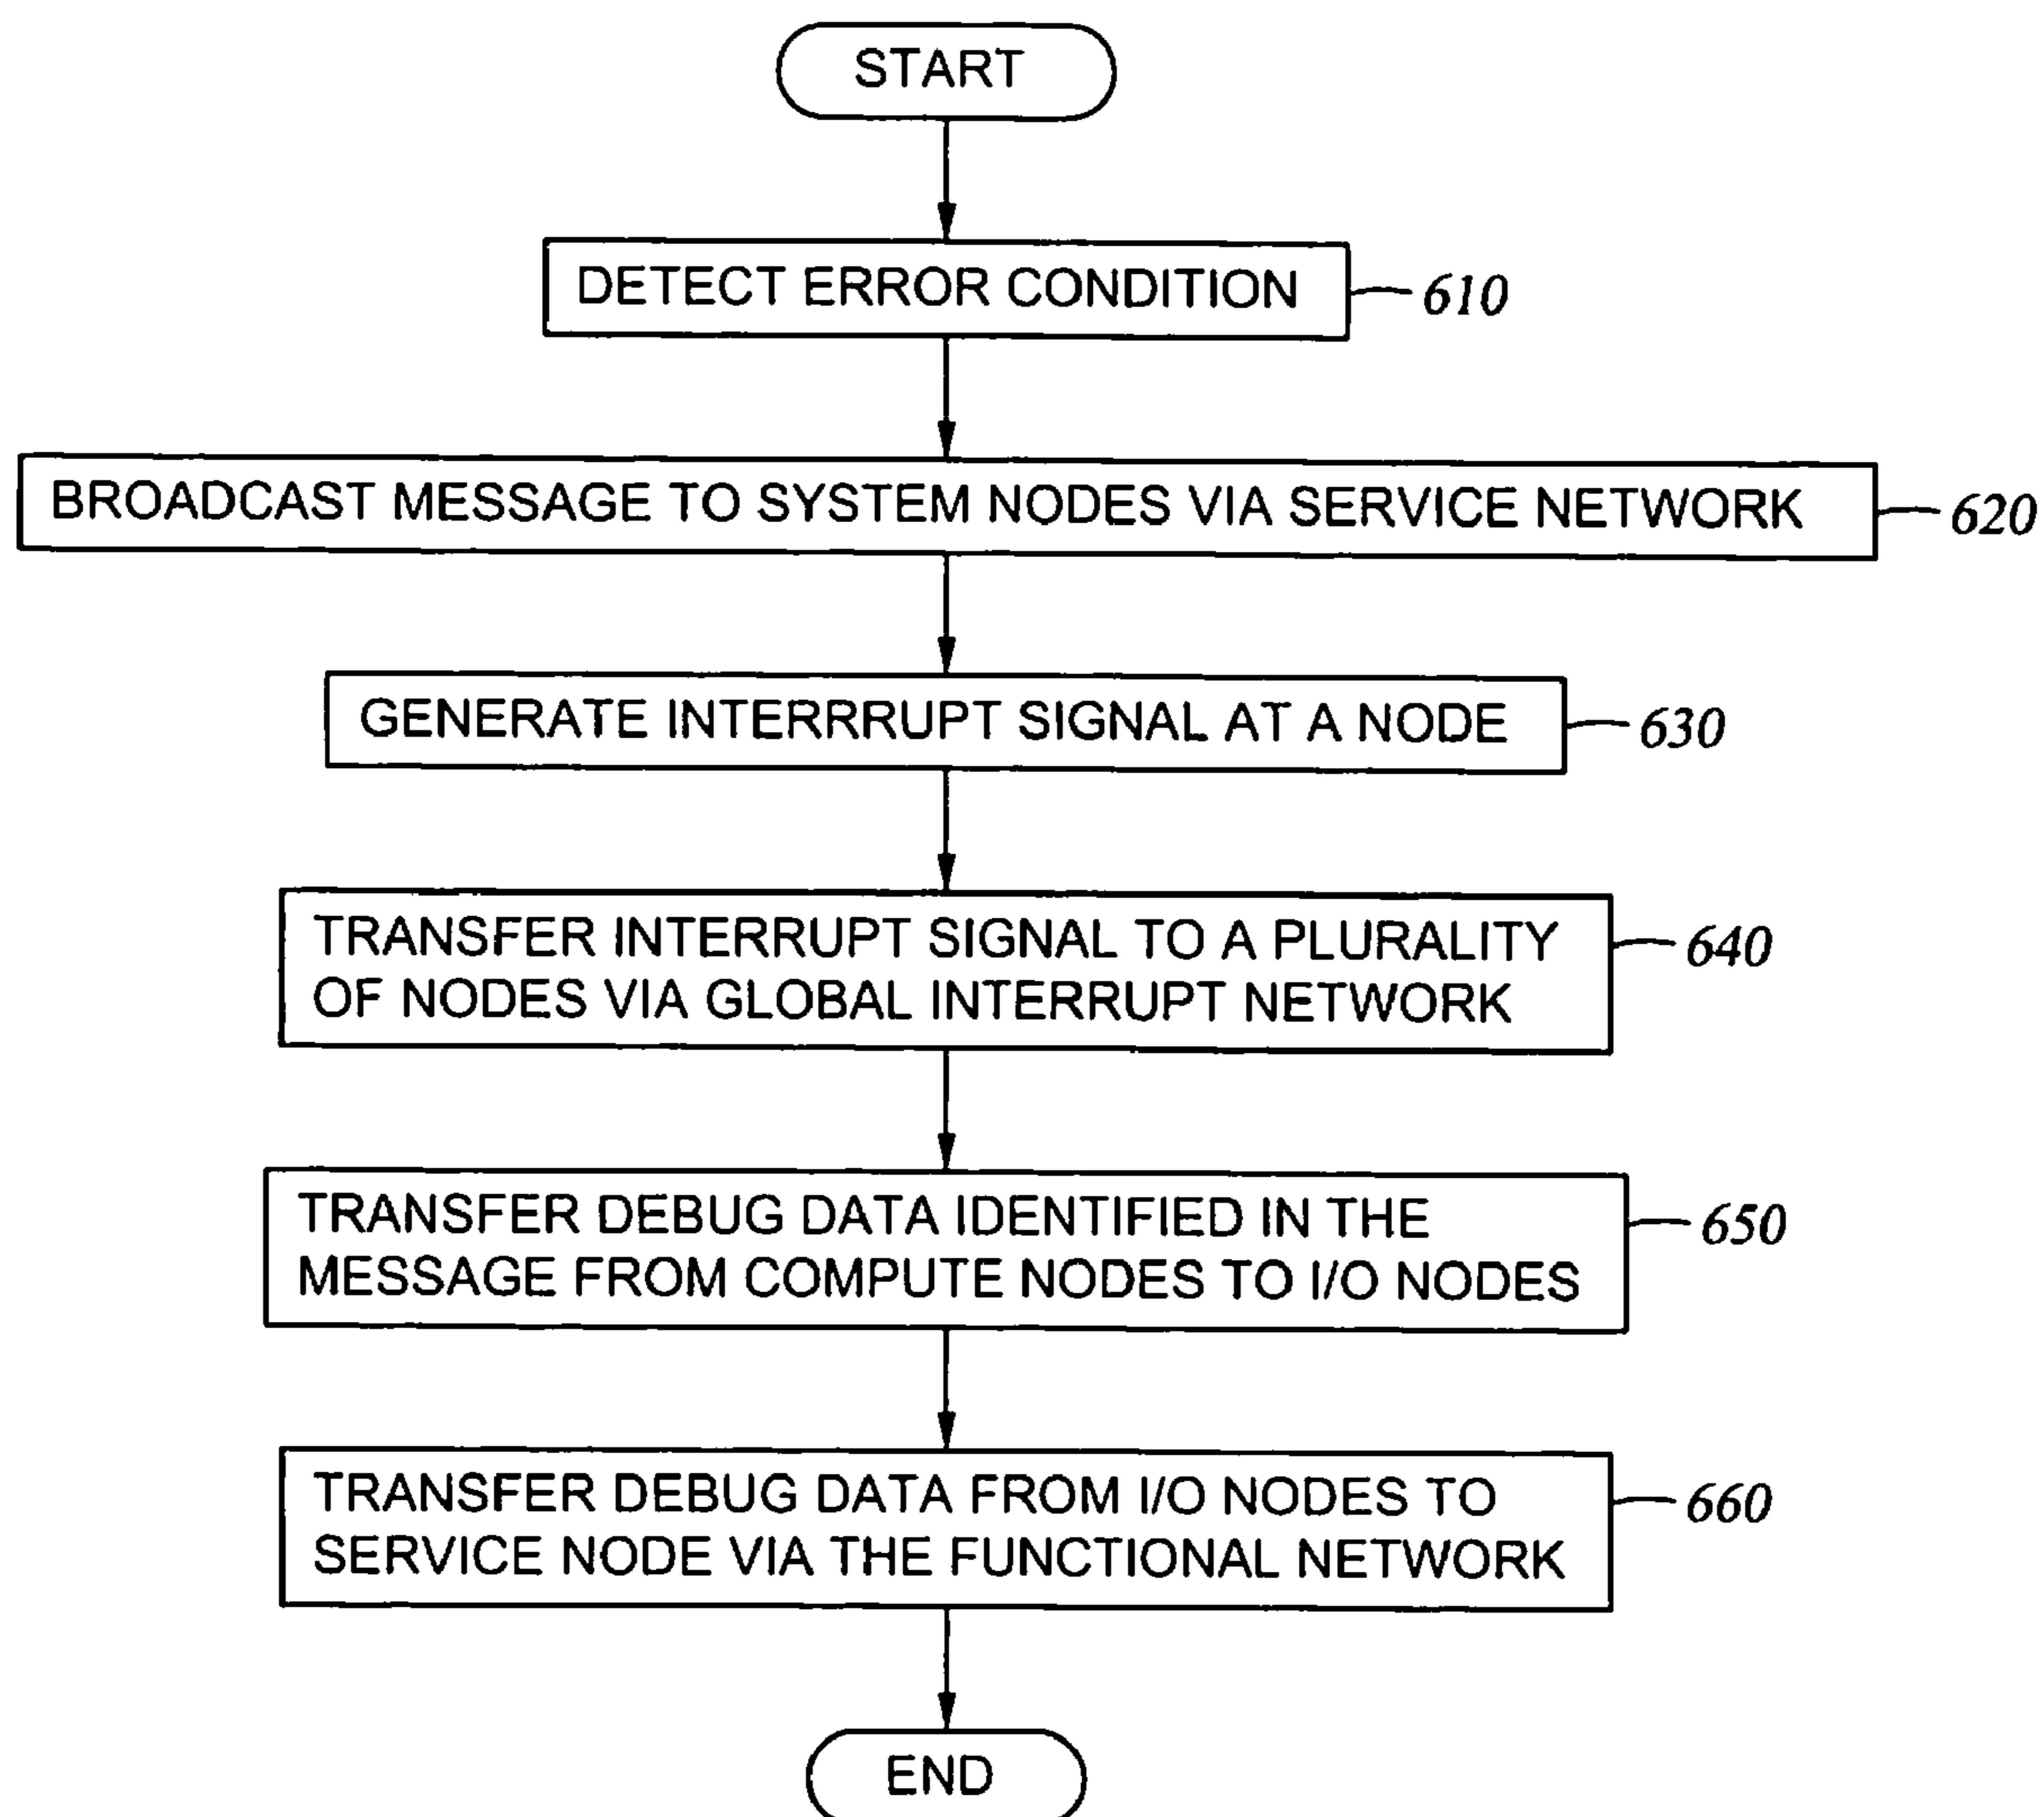 START
DETECT ERROR CONDITION
610
BROADCAST MESSAGE TO SYSTEM NODES VIA SERVICE NETWORK
620
GENERATE INTERRRUPT SIGNAL AT A NODE
630
TRANSFER INTERRUPT SIGNAL TO A PLURALITY
OF NODES VIA GLOBAL INTERRUPT NETWORK
640
TRANSFER DEBUG DATA IDENTIFIED IN THE
MESSAGE FROM COMPUTE NODES TO I/O NODES
650
TRANSFER DEBUG DATA FROM I/O NODES TO
SERVICE NODE VIA THE FUNCTIONAL NETWORK
660
END